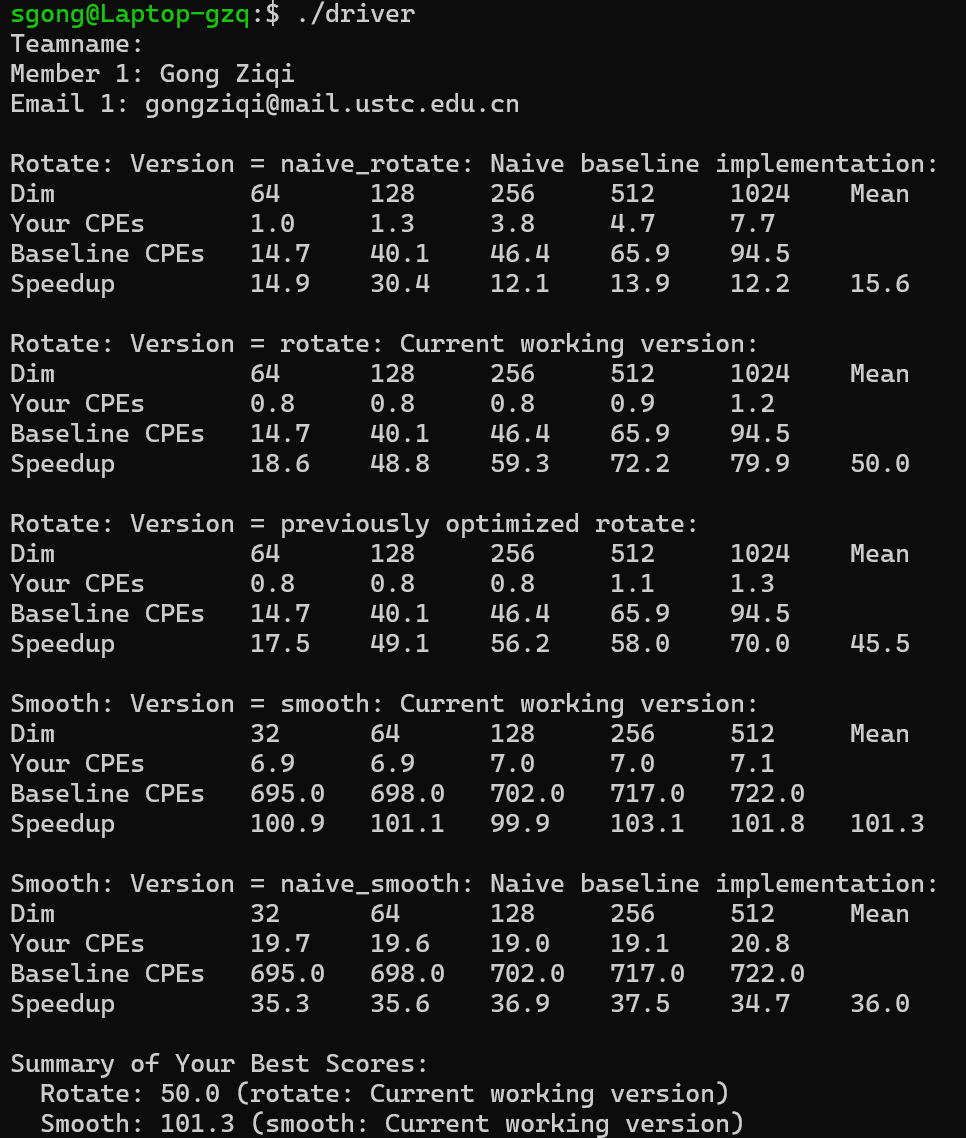 sgong@Laptop-gzq:$ ./driver
Teamname:
Member 1: Gong Ziqi
Email 1: gongziqi@mail.ustc.edu.cn

Rotate: Version = naive_rotate: Naive baseline implementation:
Dim             64      128     256     512     1024    Mean
Your CPEs       1.0     1.3     3.8     4.7     7.7
Baseline CPEs   14.7    40.1    46.4    65.9    94.5
Speedup         14.9    30.4    12.1    13.9    12.2    15.6

Rotate: Version = rotate: Current working version:
Dim             64      128     256     512     1024    Mean
Your CPEs       0.8     0.8     0.8     0.9     1.2
Baseline CPEs   14.7    40.1    46.4    65.9    94.5
Speedup         18.6    48.8    59.3    72.2    79.9    50.0

Rotate: Version = previously optimized rotate:
Dim             64      128     256     512     1024    Mean
Your CPEs       0.8     0.8     0.8     1.1     1.3
Baseline CPEs   14.7    40.1    46.4    65.9    94.5
Speedup         17.5    49.1    56.2    58.0    70.0    45.5

Smooth: Version = smooth: Current working version:
Dim             32      64      128     256     512     Mean
Your CPEs       6.9     6.9     7.0     7.0     7.1
Baseline CPEs   695.0   698.0   702.0   717.0   722.0
Speedup         100.9   101.1   99.9    103.1   101.8   101.3

Smooth: Version = naive_smooth: Naive baseline implementation:
Dim             32      64      128     256     512     Mean
Your CPEs       19.7    19.6    19.0    19.1    20.8
Baseline CPEs   695.0   698.0   702.0   717.0   722.0
Speedup         35.3    35.6    36.9    37.5    34.7    36.0

Summary of Your Best Scores:
  Rotate: 50.0 (rotate: Current working version)
  Smooth: 101.3 (smooth: Current working version)